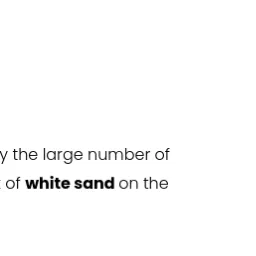 y the large number of
of white sand on the